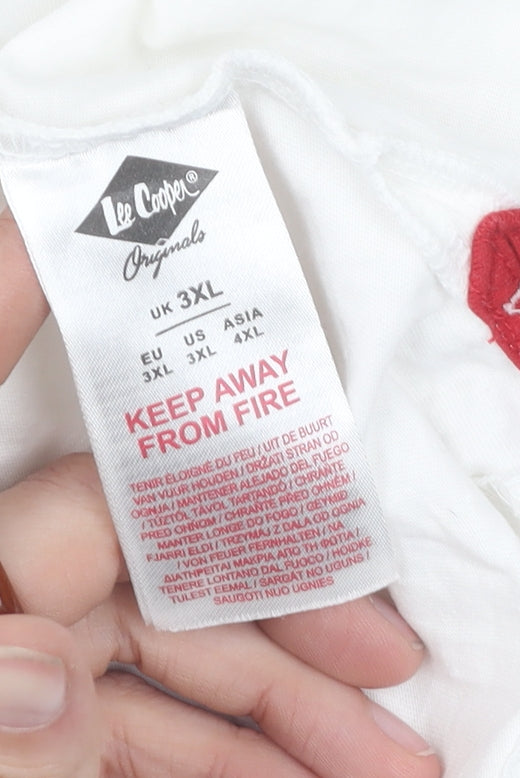 Lee Cooper®
Originals
UK 3XL
EU US ASIA
3XL 3XL 4XL
KEEP AWAY
FROM FIRE
TENIR ÉLOIGNÉ DU FEU / UIT DE BUURT
VAN VUUR HOUDEN / DRŽATI STRAN OD
OGNJA / MANTENER ALEJADO DEL FUEGO
/ TŰZTŐL TÁVOL TARTANDÓ / CHRAŇTE
PRED OHNOM / CHRAŇTE PŘED OHNĚM /
MANTER LONGE DO FOGO / GEYMIÐ
FJARRI ELDI / TRZYMAJ Z DALA OD OGNIA
/ VON FEUER FERNHALTEN / NA
ΔΙΑΤΗΡΕΙΤΑΙ ΜΑΚΡΙΑ ΑΠΟ ΤΗ ΦΩΤΙΑ /
TENERE LONTANO DAL FUOCO / HOIDKE
TULEST EEMAL / SARGĀT NO UGUNS /
SAUGOTI NUO UGNIES